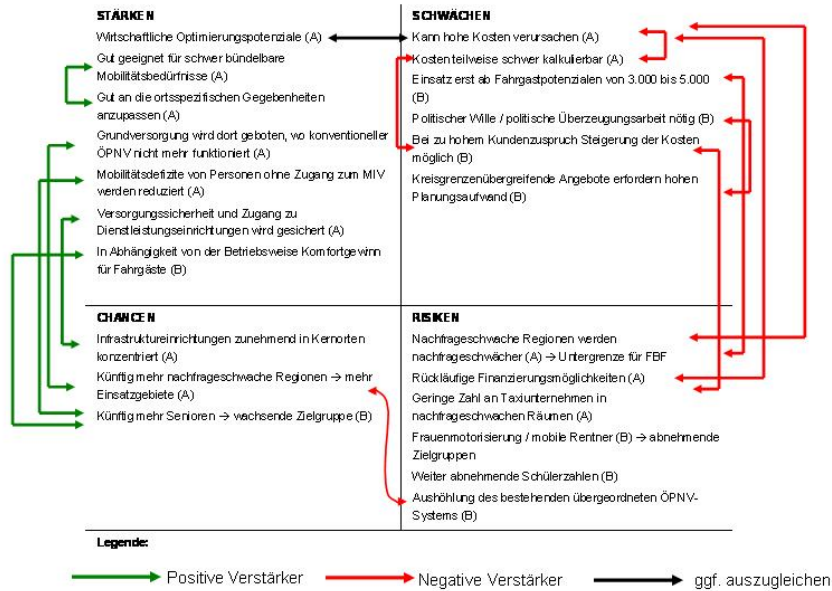 STÄRKEN
Wirtschaftliche Optimierungspotenziale (A)
Gut geeignet für schwer bündelbare
Mobilitätsbedürfnisse (A)
Gut an die ortsspezifischen Gegebenheiten
anzupassen (A)
Grundversorgung wird dort geboten, wo konventioneller
ÖPNV nicht mehr funktioniert (A)
Mobilitätsdefizite von Personen ohne Zugang zum MIV
werden reduziert (A)
Versorgungssicherheit und Zugang zu
Dienstleistungseinrichtungen wird gesichert (A)
In Abhängigkeit von der Betriebsweise Komfortgewinn
für Fahrgäste (B)
SCHWÄCHEN
Kann hohe Kosten verursachen (A)
Kosten teilweise schwer kalkulierbar (A)
Einsatz erst ab Fahrgastpotenzialen von 3.000 bis 5.000
(B)
Politischer Wille / politische Überzeugungsarbeit nötig (B)
Bei zu hohem Kundenzuspruch Steigerung der Kosten
möglich (B)
Kreisgrenzenübergreifende Angebote erfordern hohen
Planungsaufwand (B)
CHANCEN
Infrastruktureinrichtungen zunehmend in Kernorten
konzentriert (A)
Künftig mehr nachfrageschwache Regionen → mehr
Einsatzgebiete (A)
Künftig mehr Senioren → wachsende Zielgruppe (B)
RISIKEN
Nachfrageschwache Regionen werden
nachfrageschwächer (A) → Untergrenze für FBF
Rückläufige Finanzierungsmöglichkeiten (A)
Geringe Zahl an Taxiunternehmen in
nachfrageschwachen Räumen (A)
Frauenmotorisierung / mobile Rentner (B) → abnehmende
Zielgruppen
Weiter abnehmende Schülerzahlen (B)
Aushöhlung des bestehenden übergeordneten ÖPNV-
Systems (B)
Legende:
Positive Verstärker
Negative Verstärker
ggf. auszugleichen